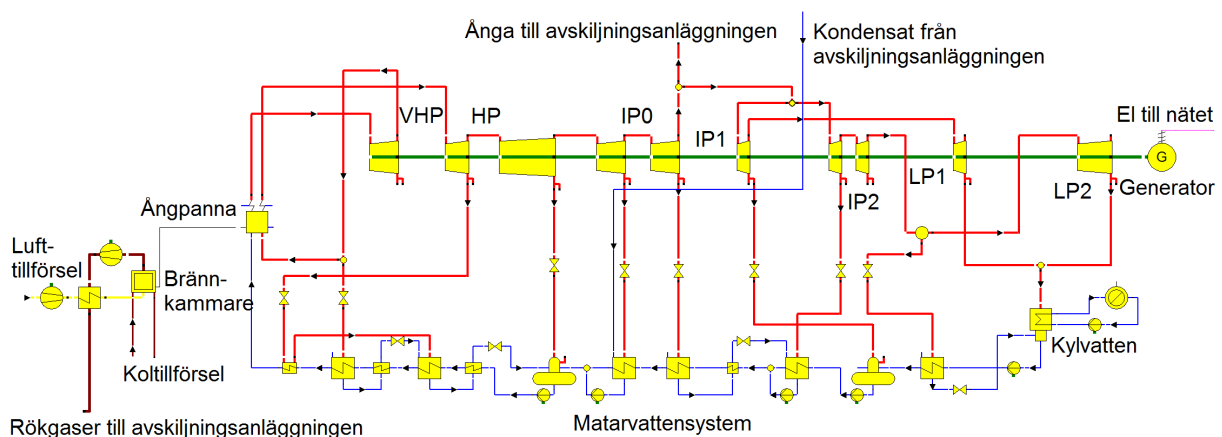 Ånga till avskiljningsanläggningen
Kondensat från
avskiljningsanläggningen
VHP
HP
IP0
IP1
El till nätet
G
Ångpanna
LP1
IP2
LP2
Generator
Luft-
tillförsel
Bränn-
kammare
Koltillförsel
Kylvatten
Rökgaser till avskiljningsanläggningen
Matarvattensystem